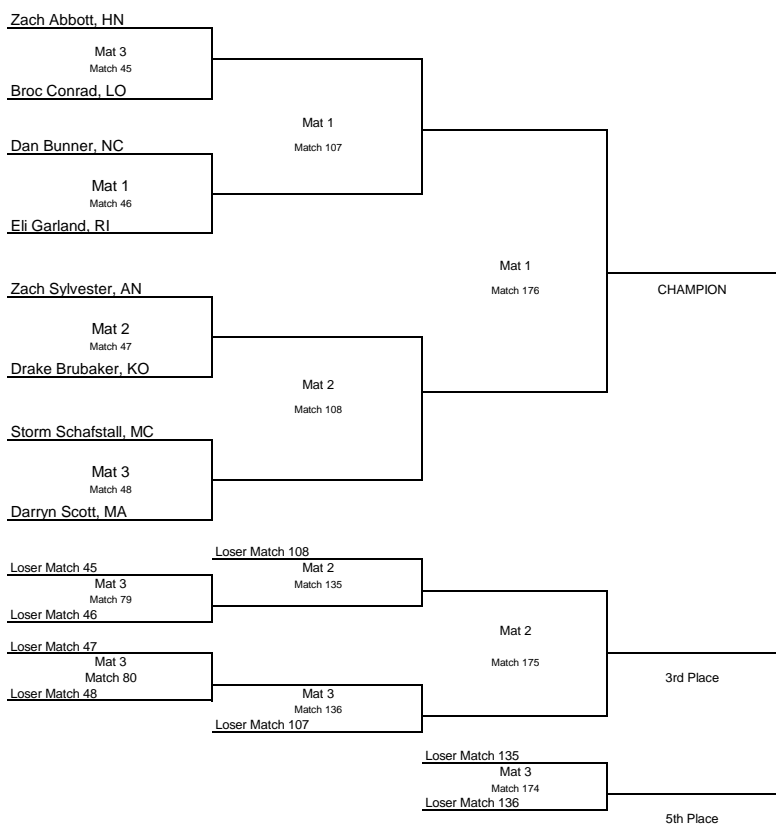 Zach Abbott, HN
Mat 3
Match 45
Broc Conrad, LO
Mat 1
Match 107
Dan Bunner, NC
Mat 1
Match 46
Eli Garland, RI
Mat 1
Match 176
CHAMPION
Zach Sylvester, AN
Mat 2
Match 47
Drake Brubaker, KO
Mat 2
Match 108
Storm Schafstall, MC
Mat 3
Match 48
Darryn Scott, MA
Loser Match 108
Loser Match 45
Mat 2
Mat 3
Match 135
Match 79
Loser Match 46
Mat 2
Loser Match 47
Mat 3
Match 175
Match 80
3rd Place
Loser Match 48
Mat 3
Match 136
Loser Match 107
Loser Match 135
Mat 3
Match 174
Loser Match 136
5th Place